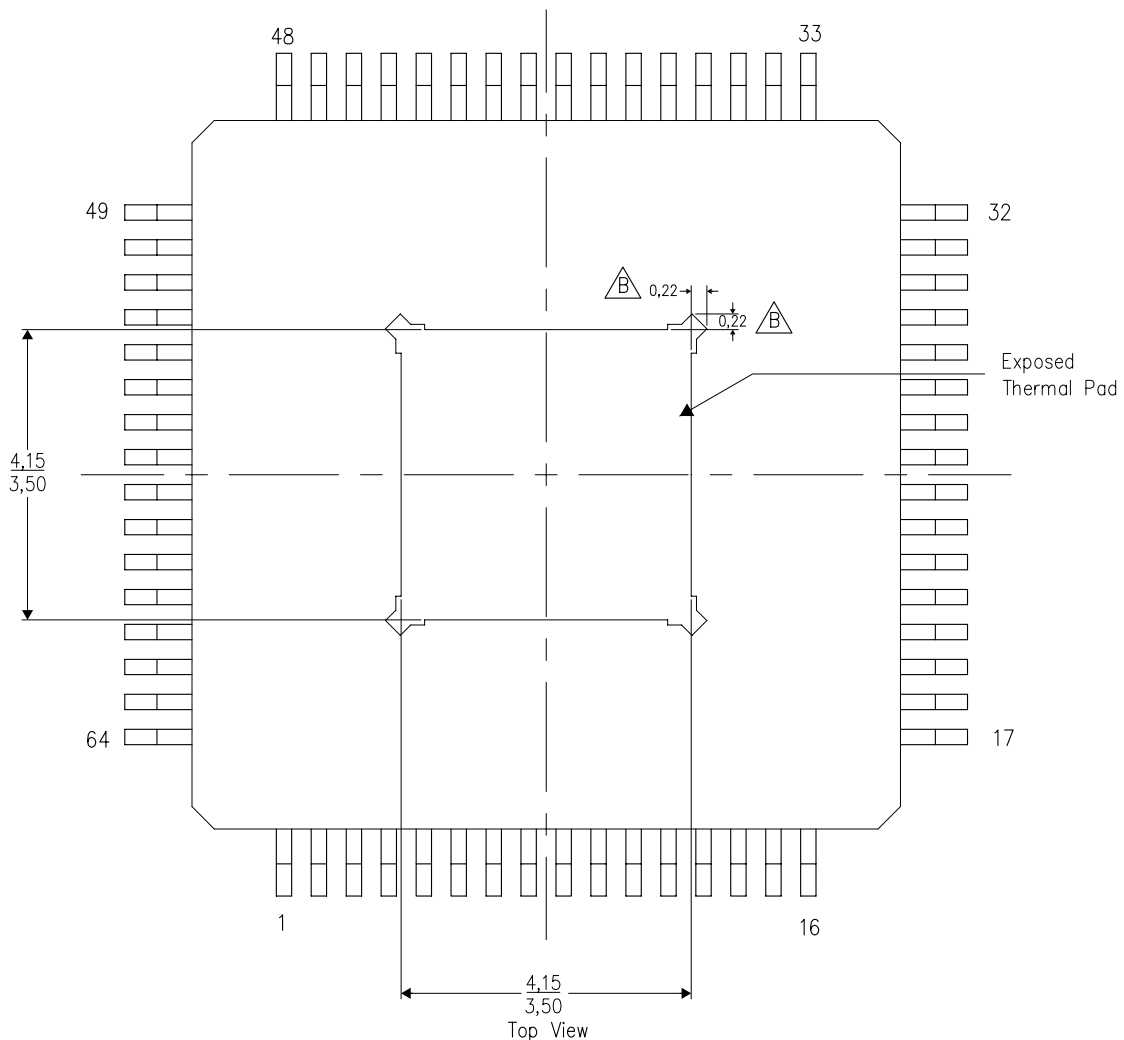 48
33
49
32
B
0,22
0,22
B
Exposed
Thermal Pad
4,15
3,50
64
17
1
16
4,15
3,50
Top View